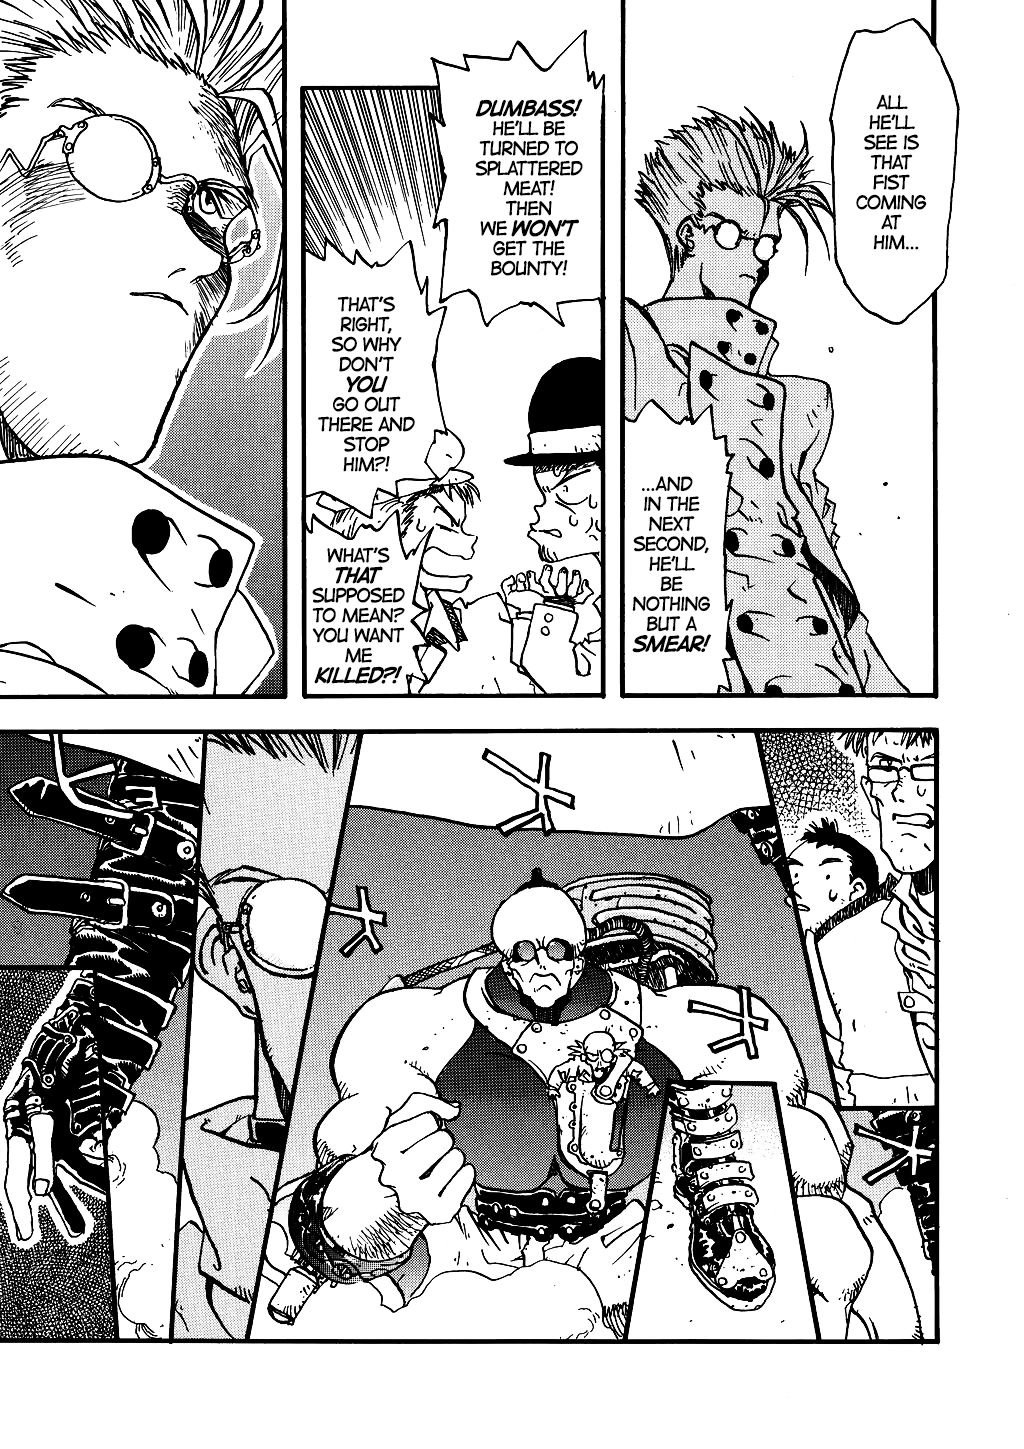 ALL
HE'LL
SEE IS
THAT
FIST
COMING
AT
HIM...
...AND
IN THE
NEXT
SECOND,
HE'LL
BE
NOTHING
BUT A
SMEAR!
DUMBASS!
HE'LL BE
TURNED TO
SPLATTERED
MEAT!
THEN
WE WON'T
GET THE
BOUNTY!
THAT'S
RIGHT,
SO WHY
DON'T
YOU
GO OUT
THERE AND
STOP
HIM?!
WHAT'S
THAT
SUPPOSED
TO MEAN?
YOU WANT
ME
KILLED?!